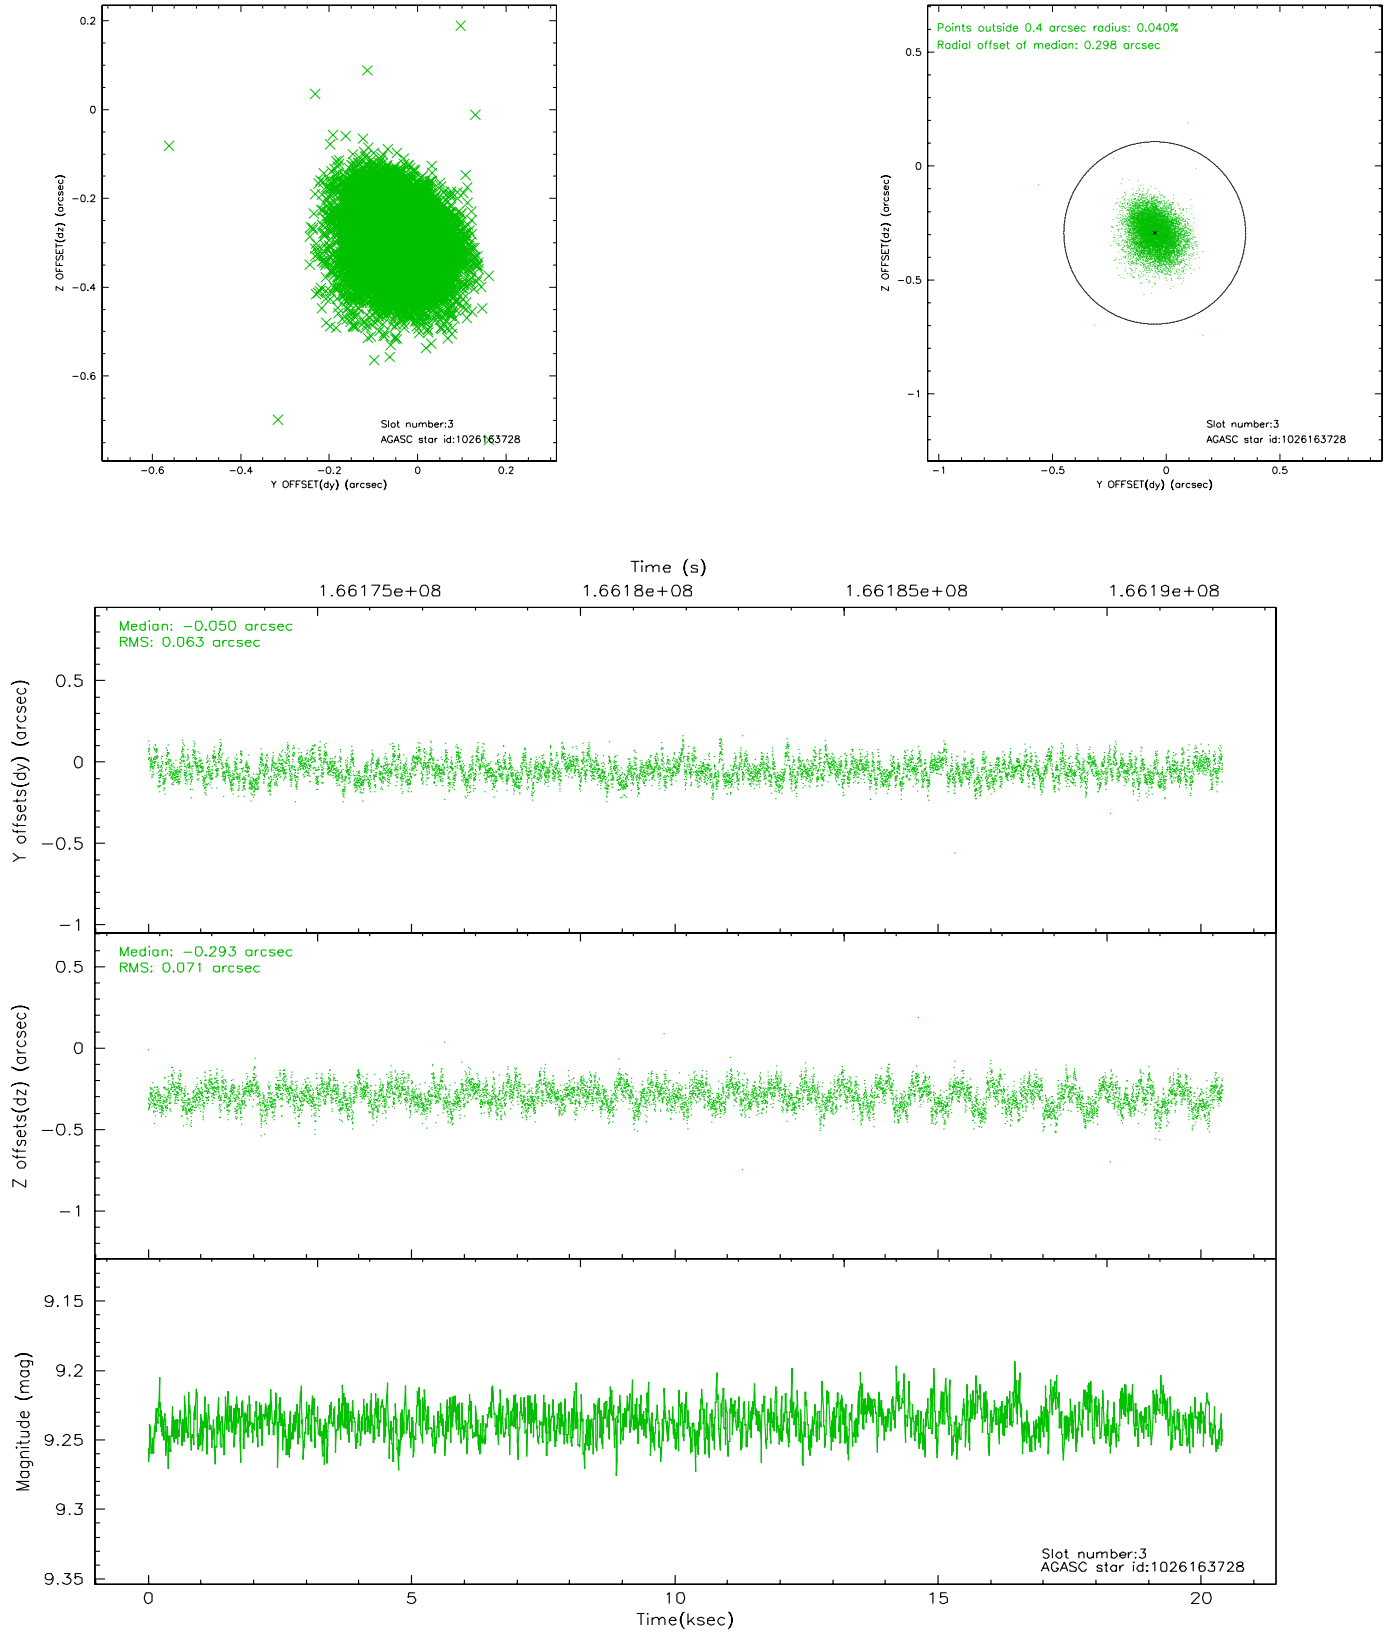 0.2
0
-0.2
-0.4
-0.6
Z OFFSET(dz) (arcsec)
Slot number:3
AGASC star id:1026163728
-0.6 -0.4 -0.2 0 0.2
Y OFFSET(dy) (arcsec)
Points outside 0.4 arcsec radius: 0.040%
Radial offset of median: 0.298 arcsec
0.5
0
-0.5
-1
Z OFFSET(dz) (arcsec)
Slot number:3
AGASC star id:1026163728
-1 -0.5 0 0.5
Y OFFSET(dy) (arcsec)
Time (s)
1.66175e+08 1.6618e+08 1.66185e+08 1.6619e+08
Median: -0.050 arcsec
RMS: 0.063 arcsec
0.5
0
-0.5
-1
Y offsets(dy) (arcsec)
Median: -0.293 arcsec
RMS: 0.071 arcsec
0.5
0
-0.5
-1
Z offsets(dz) (arcsec)
9.15
9.2
9.25
9.3
9.35
Magnitude (mag)
Slot number:3
AGASC star id:1026163728
0 5 10 15 20
Time(ksec)